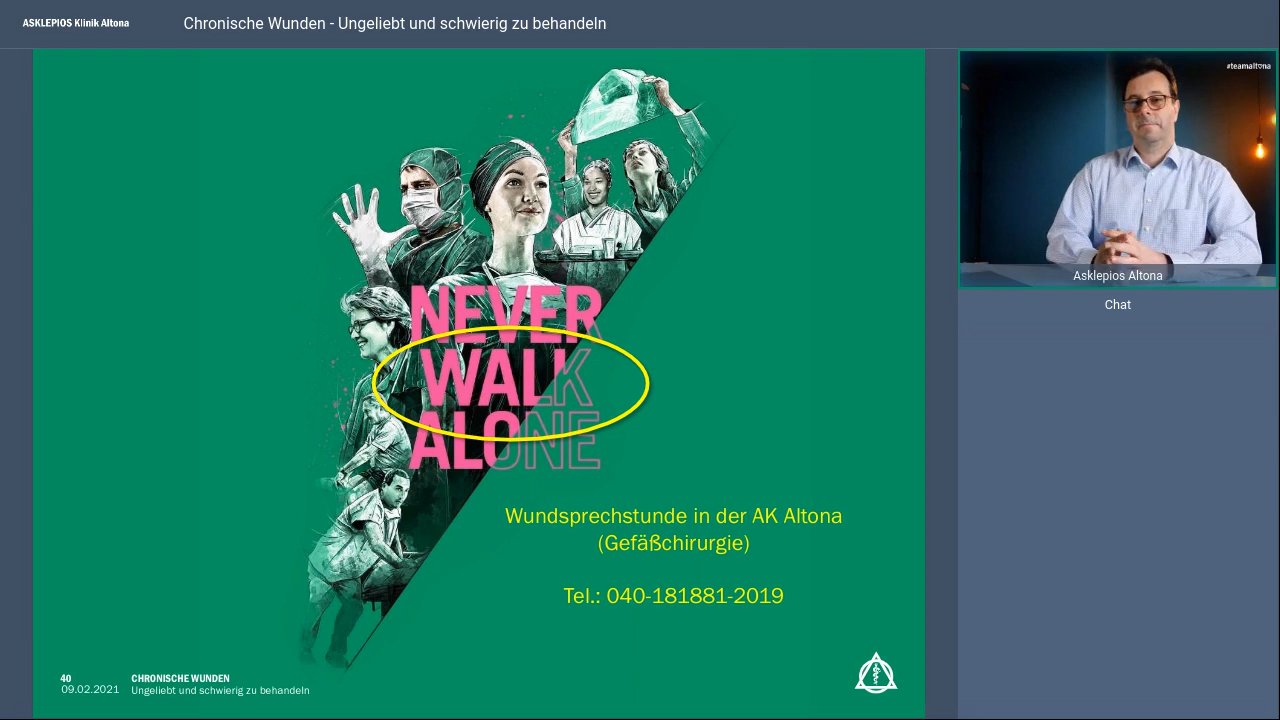 ASKLEPIOS Klinik Altona
Chronische Wunden - Ungeliebt und schwierig zu behandeln
#teamaltona
Asklepios Altona
Chat
NEVER
WALK
ALONE
Wundsprechstunde in der AK Altona
(Gefäßchirurgie)
Tel.: 040-181881-2019
40
CHRONISCHE WUNDEN
09.02.2021
Ungeliebt und schwierig zu behandeln